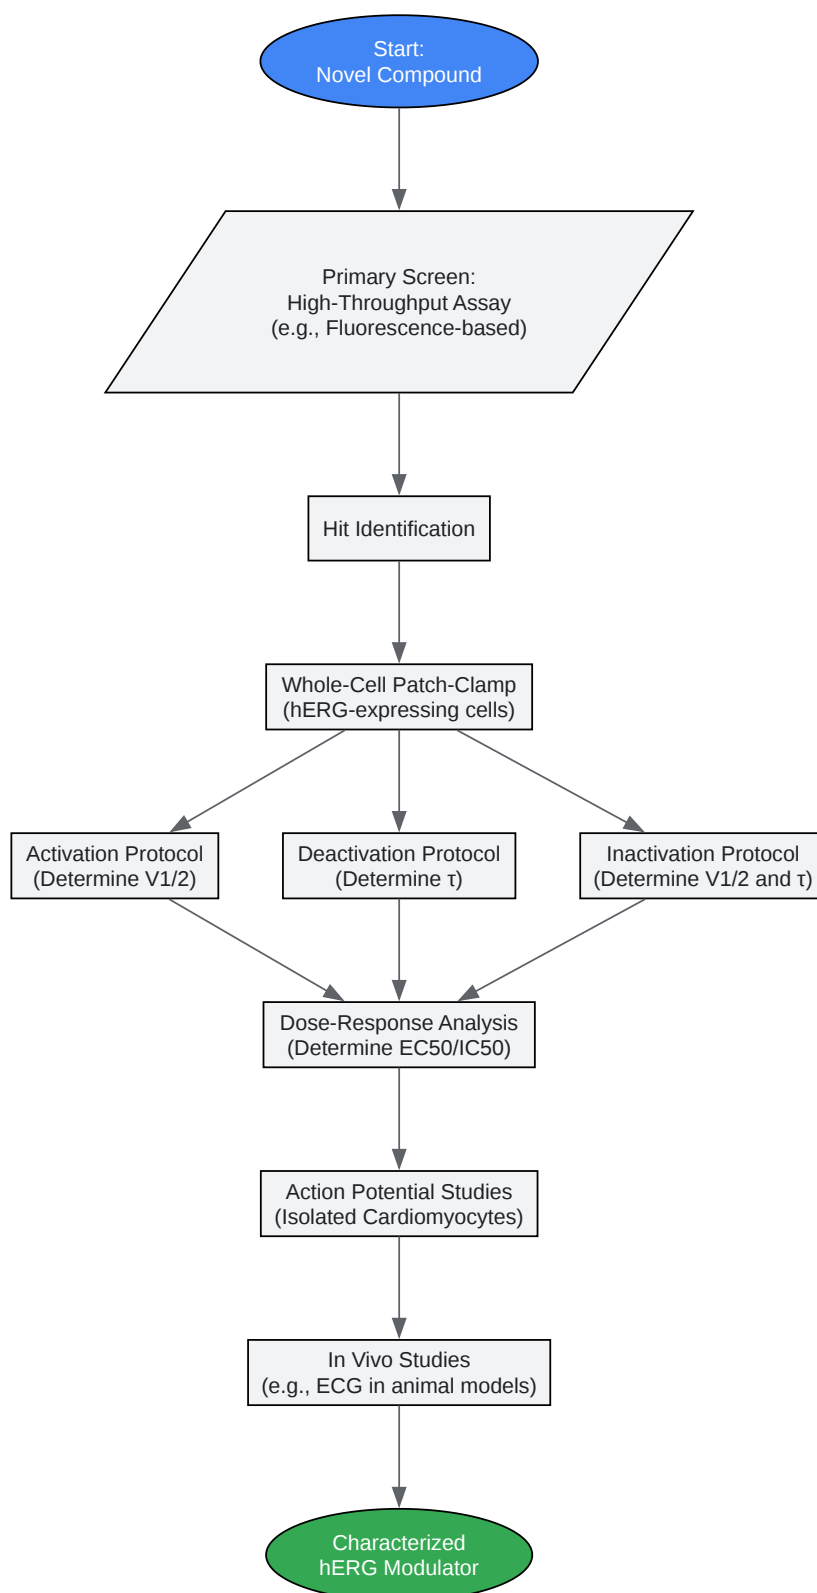 Start:
Novel Compound
Primary Screen:
High-Throughput Assay
(e.g., Fluorescence-based)
Hit Identification
Whole-Cell Patch-Clamp
(hERG-expressing cells)
Activation Protocol
(Determine V1/2)
Deactivation Protocol
(Determine τ)
Inactivation Protocol
(Determine V1/2 and τ)
Dose-Response Analysis
(Determine EC50/IC50)
Action Potential Studies
(Isolated Cardiomyocytes)
In Vivo Studies
(e.g., ECG in animal models)
Characterized
hERG Modulator